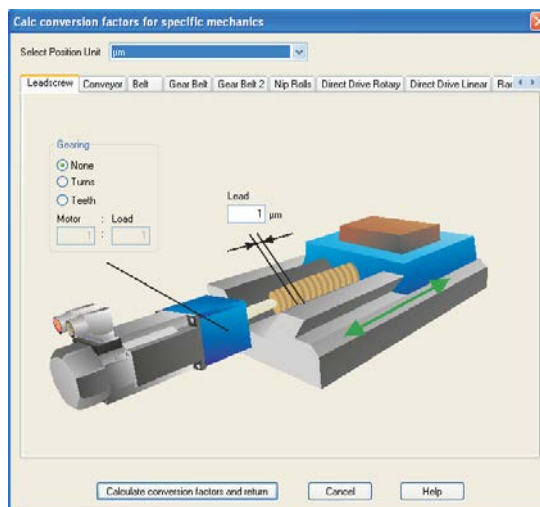 Calc conversion factors for specific mechanics
Select Position Unit µm
Leadscrew Conveyor Belt Gear Belt Gear Belt 2 Nip Rolls Direct Drive Rotary Direct Drive Linear
Gearing
None
Turns
Teeth
Motor : Load
1 : 1
Lead
1 µm
Calculate conversion factors and return Cancel Help